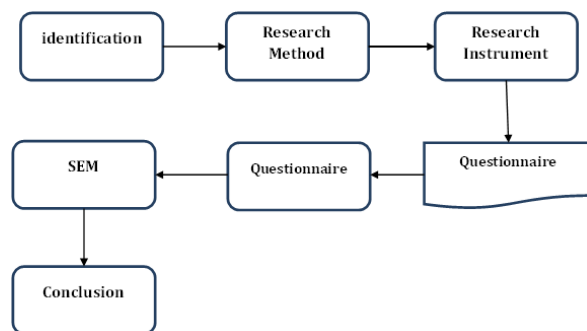 identification
Research
Method
Research
Instrument
Questionnaire
Questionnaire
SEM
Conclusion